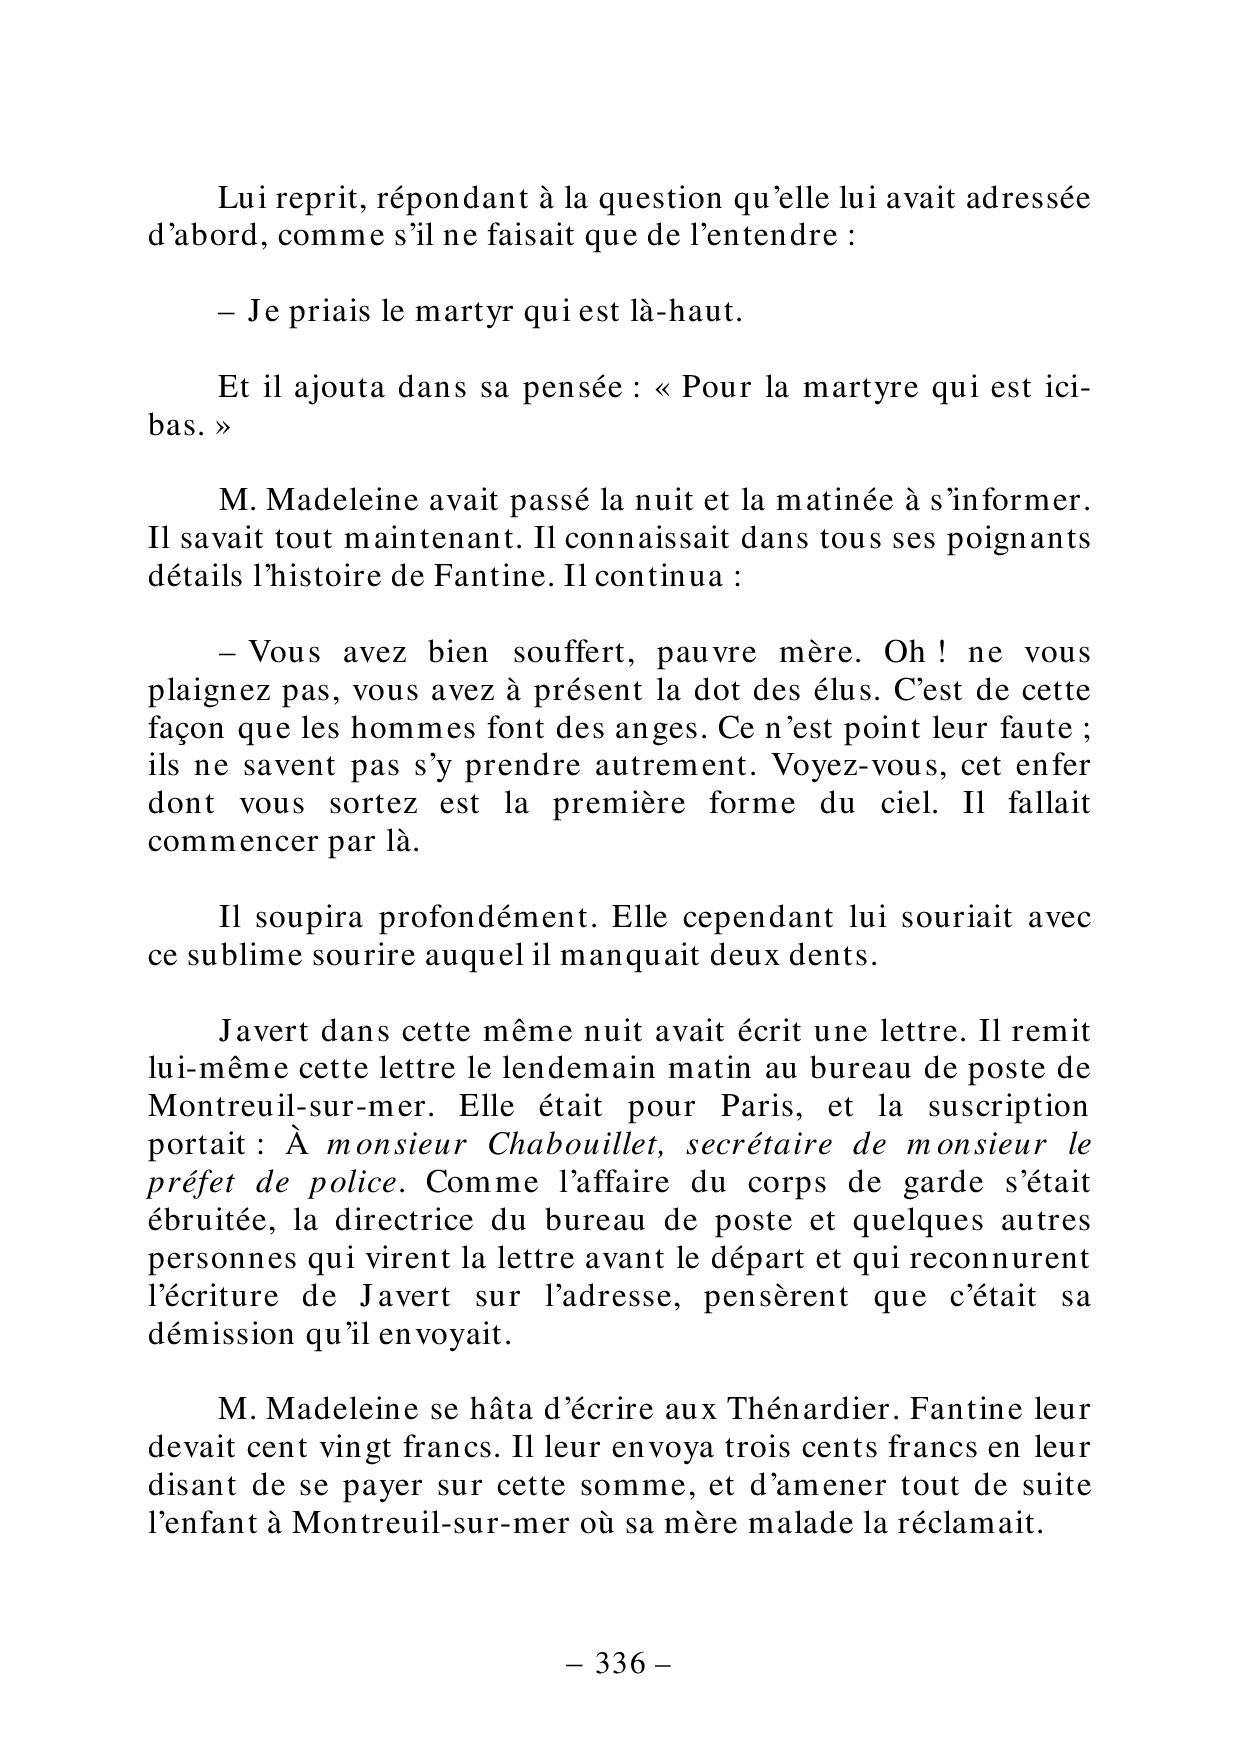 Lui reprit, répondant à la question qu’elle lui avait adressée
d’abord, comme s’il ne faisait que de l’entendre :
– Je priais le martyr qui est là-haut.
Et il ajouta dans sa pensée : « Pour la martyre qui est ici-
bas. »
M. Madeleine avait passé la nuit et la matinée à s’informer.
Il savait tout maintenant. Il connaissait dans tous ses poignants
détails l’histoire de Fantine. Il continua :
– Vous avez bien souffert, pauvre mère. Oh ! ne vous
plaignez pas, vous avez à présent la dot des élus. C’est de cette
façon que les hommes font des anges. Ce n’est point leur faute ;
ils ne savent pas s’y prendre autrement. Voyez-vous, cet enfer
dont vous sortez est la première forme du ciel. Il fallait
commencer par là.
Il soupira profondément. Elle cependant lui souriait avec
ce sublime sourire auquel il manquait deux dents.
Javert dans cette même nuit avait écrit une lettre. Il remit
lui-même cette lettre le lendemain matin au bureau de poste de
Montreuil-sur-mer. Elle était pour Paris, et la suscription
portait : À monsieur Chabouillet, secrétaire de monsieur le
préfet de police. Comme l’affaire du corps de garde s’était
ébruitée, la directrice du bureau de poste et quelques autres
personnes qui virent la lettre avant le départ et qui reconnurent
l’écriture de Javert sur l’adresse, pensèrent que c’était sa
démission qu’il envoyait.
M. Madeleine se hâta d’écrire aux Thénardier. Fantine leur
devait cent vingt francs. Il leur envoya trois cents francs en leur
disant de se payer sur cette somme, et d’amener tout de suite
l’enfant à Montreuil-sur-mer où sa mère malade la réclamait.
– 336 –